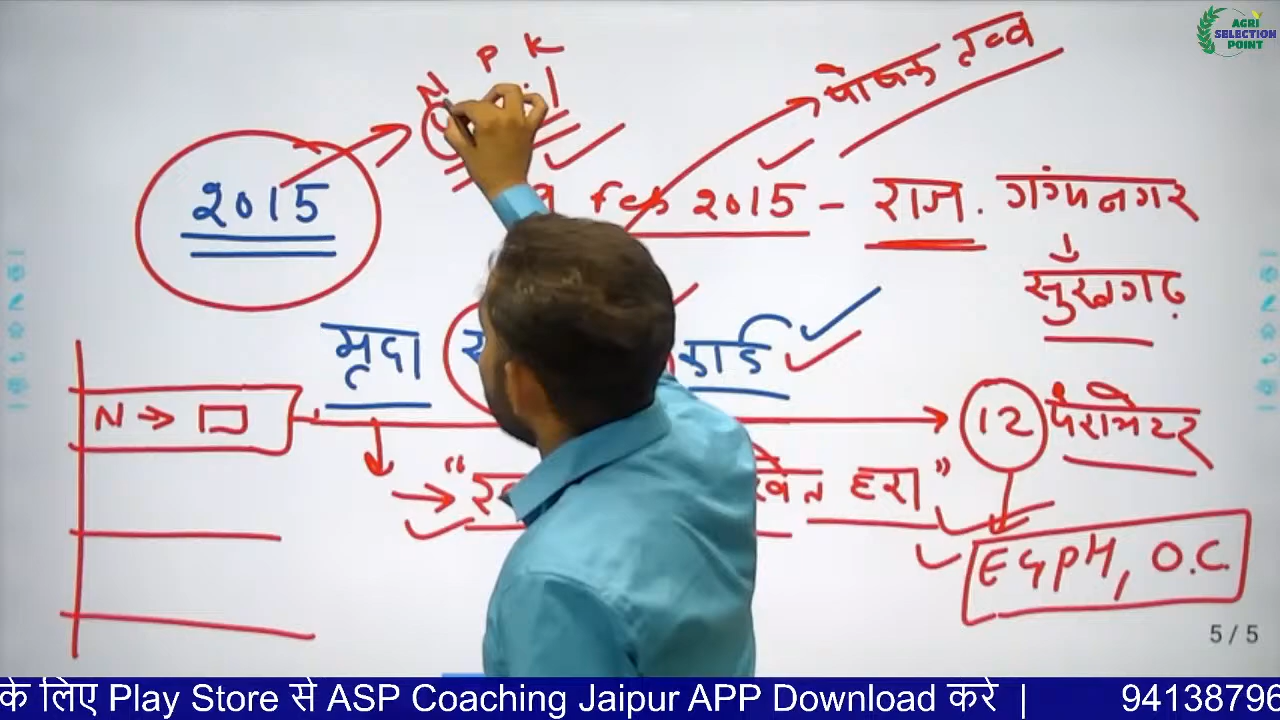 AGRI
SELECTION
POINT
N P K
पोषक तत्व
2015
फर 2015 - राज. गंगानगर
सूरतगढ़
मृदा
कार्ड
N →
12 पैरामीटर
खेत हरा"
EC, PH, O.C.
5 / 5
के लिए Play Store से ASP Coaching Jaipur APP Download करे |
94138796